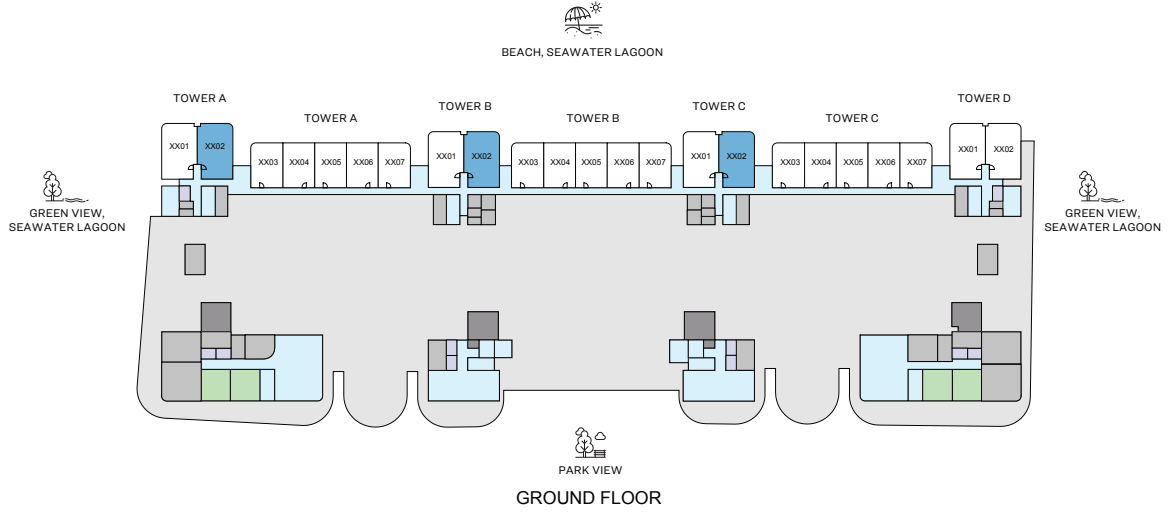 BEACH, SEAWATER LAGOON
TOWER A
TOWER A
TOWER B
TOWER B
TOWER C
TOWER C
TOWER D
XX01 XX02
XX03 XX04 XX05 XX06 XX07
XX01 XX02
XX03 XX04 XX05 XX06 XX07
XX01 XX02
XX03 XX04 XX05 XX06 XX07
XX01 XX02
GREEN VIEW,
SEAWATER LAGOON
GREEN VIEW,
SEAWATER LAGOON
PARK VIEW
GROUND FLOOR